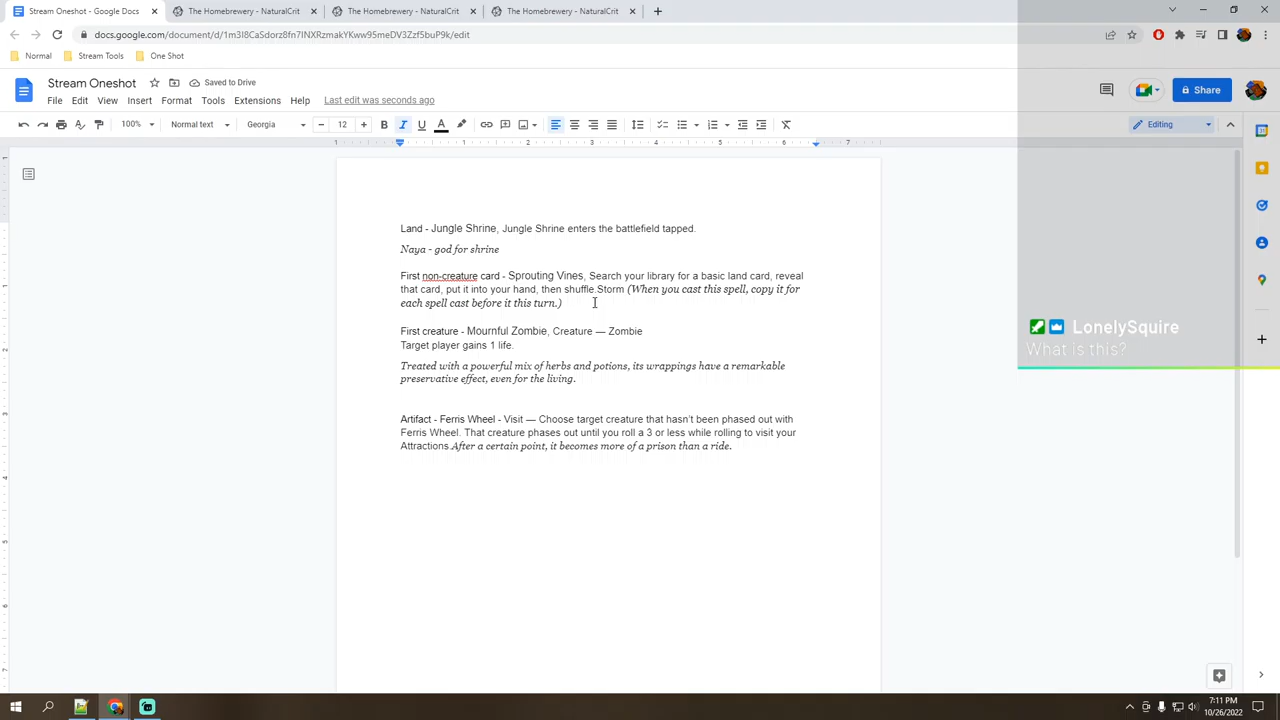 Stream Oneshot - Google Docs
The Homebrewery - NaturalCrit
The Homebrewery - NaturalCrit
The Homebrewery - NaturalCrit
docs.google.com/document/d/1m3I8CaSdorz8fn7INXRzmakYKww95meDV3Zzf5buP9k/edit
Normal
Stream Tools
One Shot
Stream Oneshot
Saved to Drive
File Edit View Insert Format Tools Extensions Help Last edit was seconds ago
Share
100% Normal text Georgia 12
Editing
1 1 2 3 4 5 6 7
Land - Jungle Shrine, Jungle Shrine enters the battlefield tapped.
Naya - god for shrine
First non-creature card - Sprouting Vines, Search your library for a basic land card, reveal
that card, put it into your hand, then shuffle.Storm (When you cast this spell, copy it for
each spell cast before it this turn.)
First creature - Mournful Zombie, Creature — Zombie
Target player gains 1 life.
Treated with a powerful mix of herbs and potions, its wrappings have a remarkable
preservative effect, even for the living.
Artifact - Ferris Wheel - Visit — Choose target creature that hasn't been phased out with
Ferris Wheel. That creature phases out until you roll a 3 or less while rolling to visit your
Attractions.After a certain point, it becomes more of a prison than a ride.
LonelySquire
What is this?
7:11 PM
10/26/2022